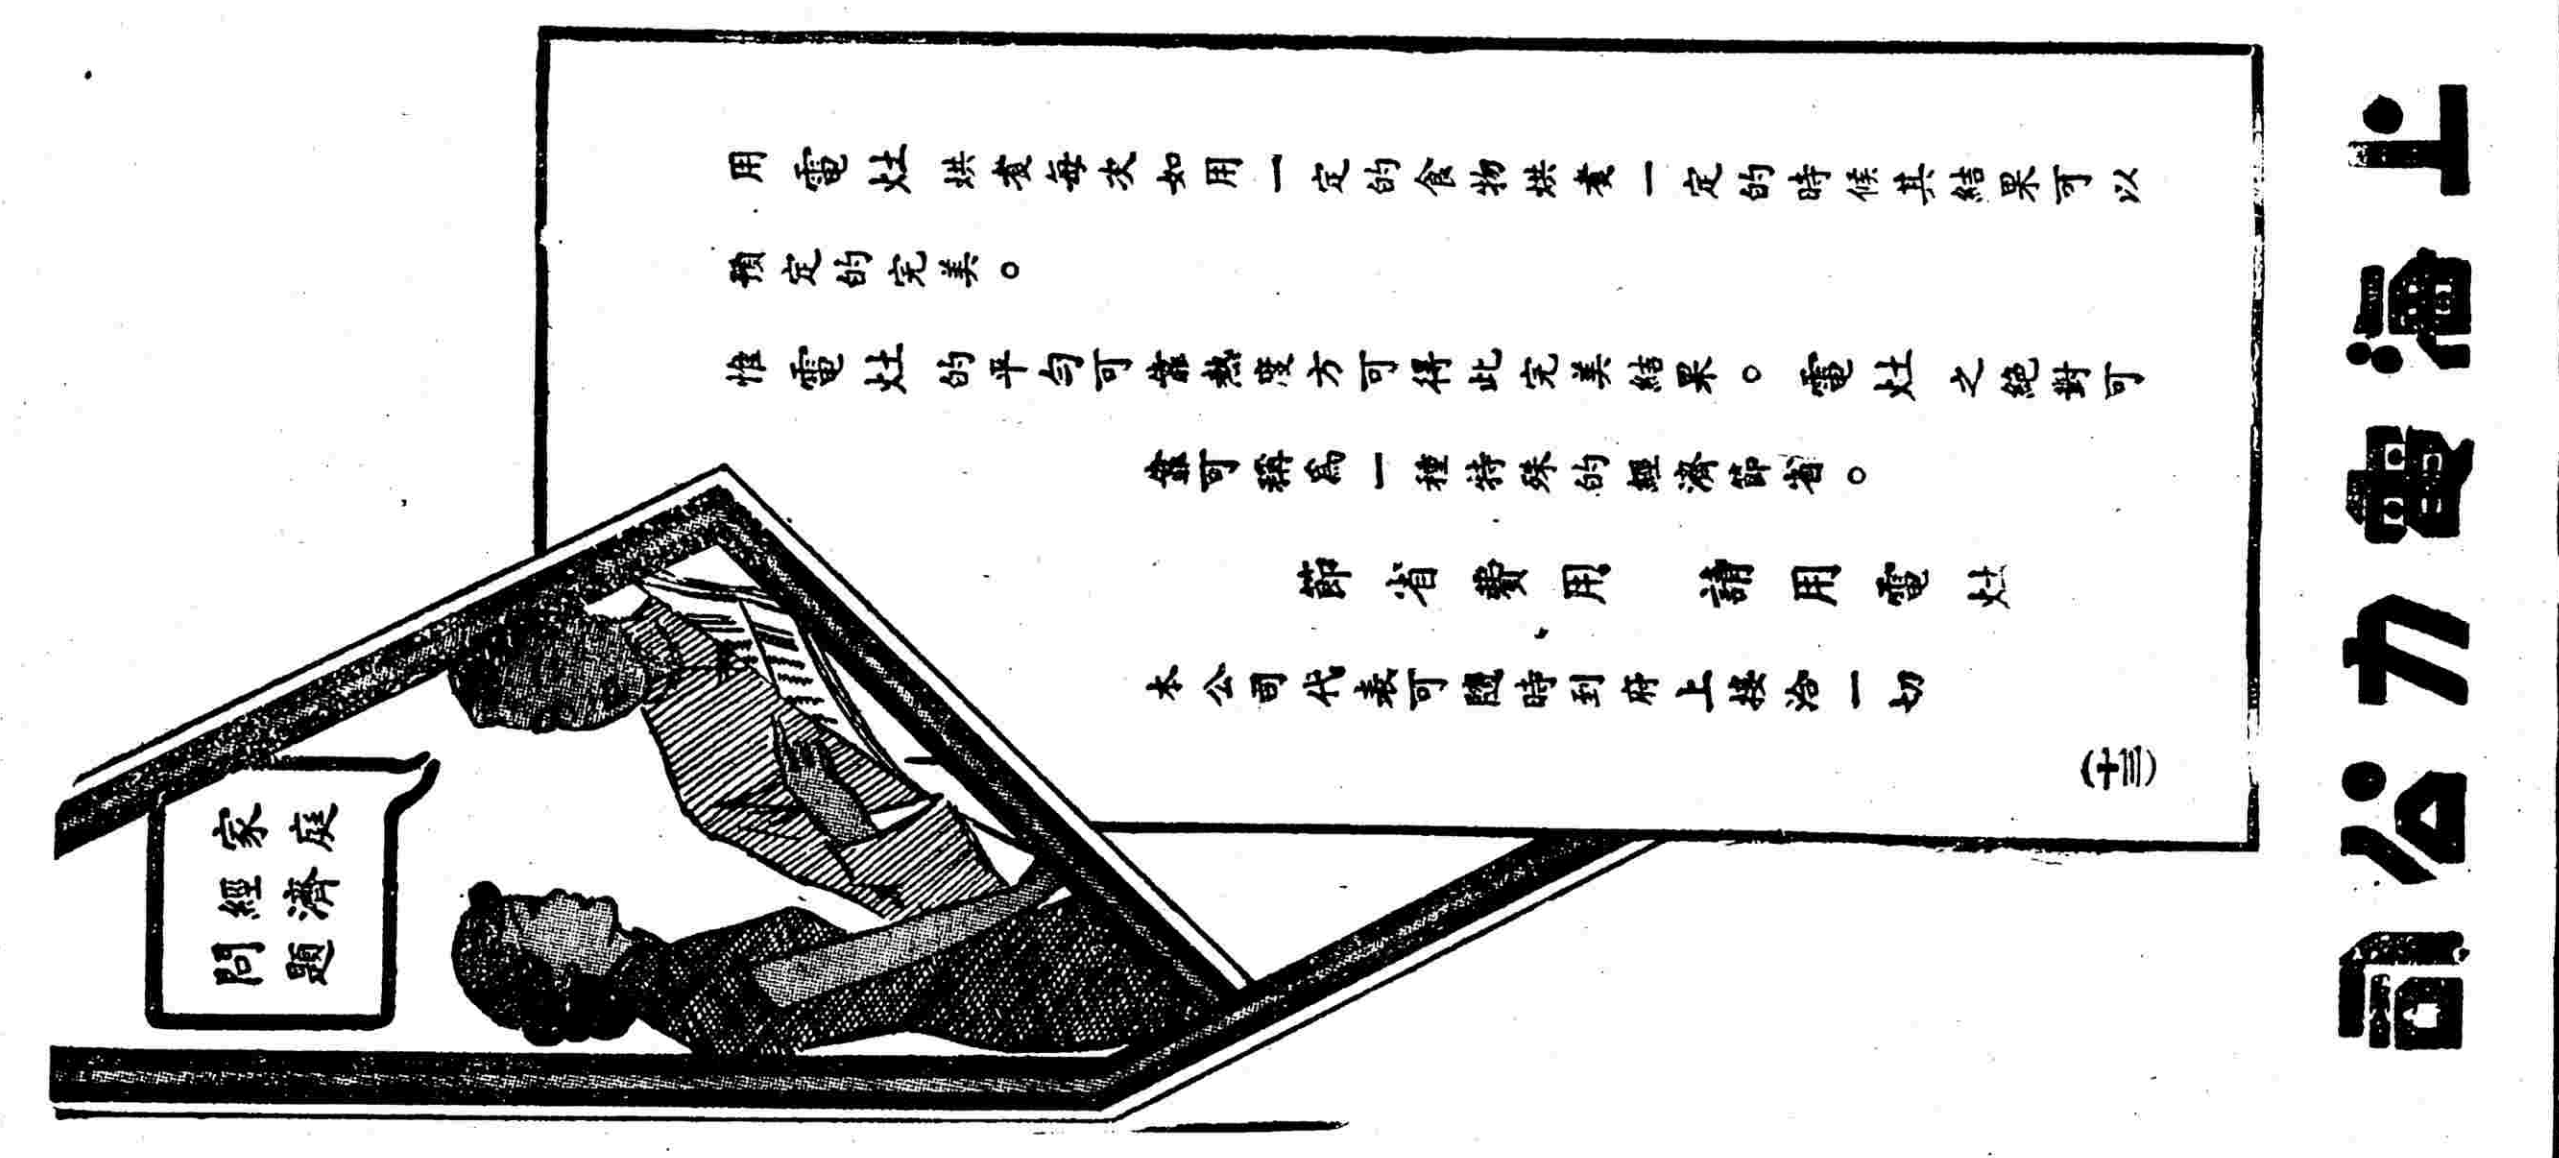 家庭
經濟
問題
用電灶烘煮每次如用一定的食物烘煮一定的時候其結果可以
預定的完美。
惟電灶的平勻可靠熱度方可得此完美結果。電灶之絕對可
靠可稱爲一種特殊的經濟節省。
節省費用 請用電灶
本公司代表可隨時到府上接洽一切
(十三)
上海電力公司